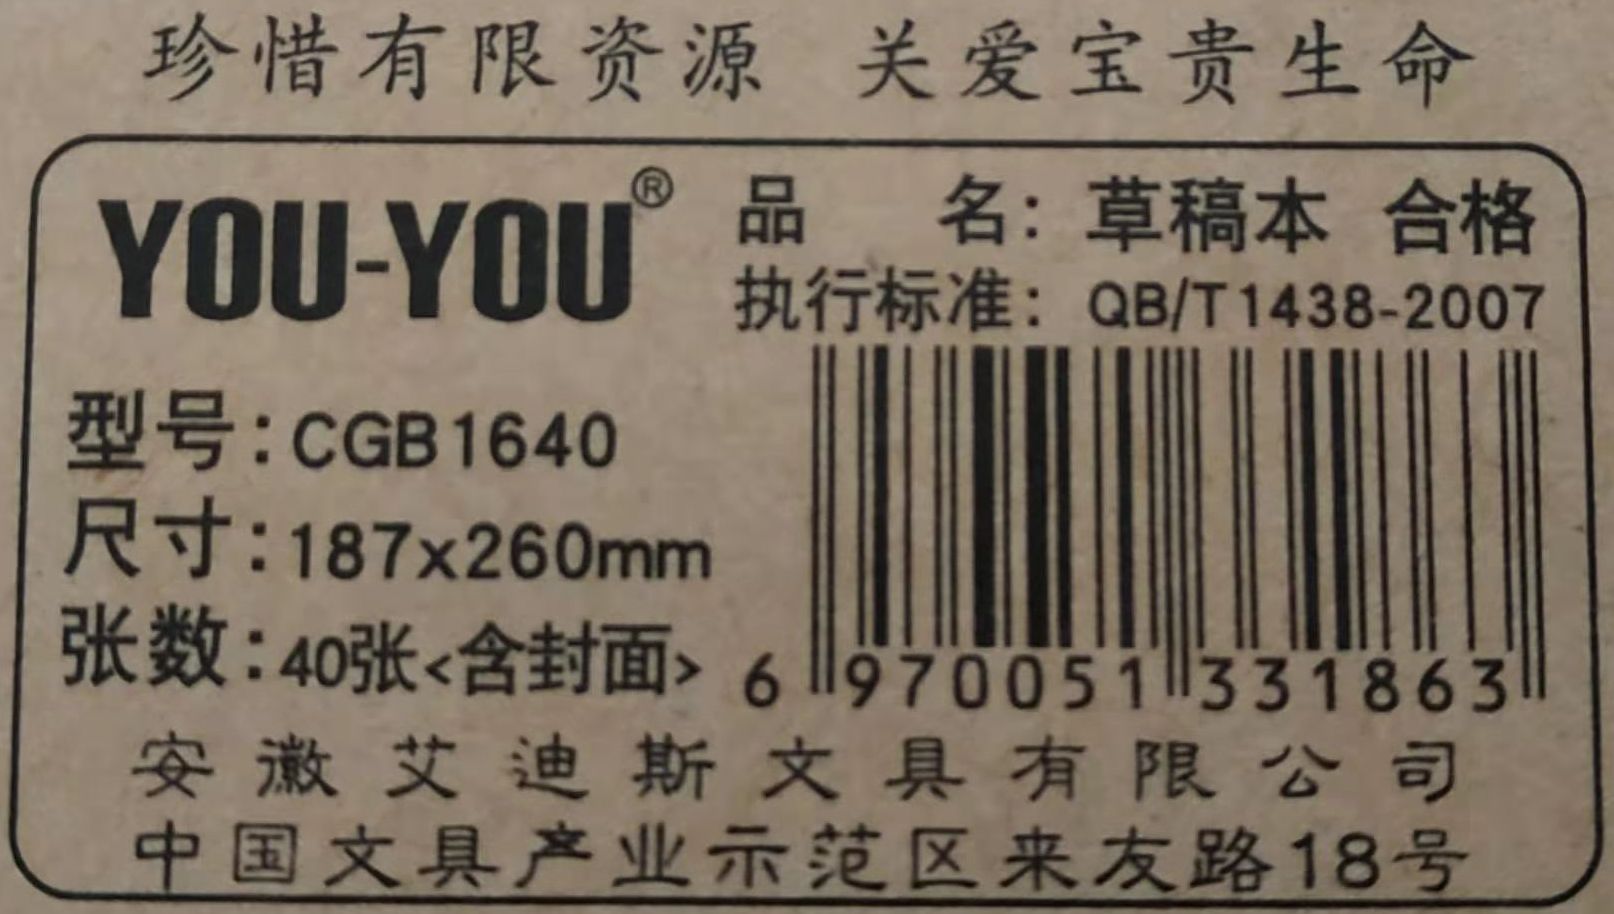 珍惜有限资源 关爱宝贵生命
YOU-YOU®
品 名：草稿本 合格
执行标准：QB/T1438-2007
型号：CGB1640
尺寸：187x260mm
张数：40张<含封面>
6 970051 331863
安徽艾迪斯文具有限公司
中国文具产业示范区来友路18号